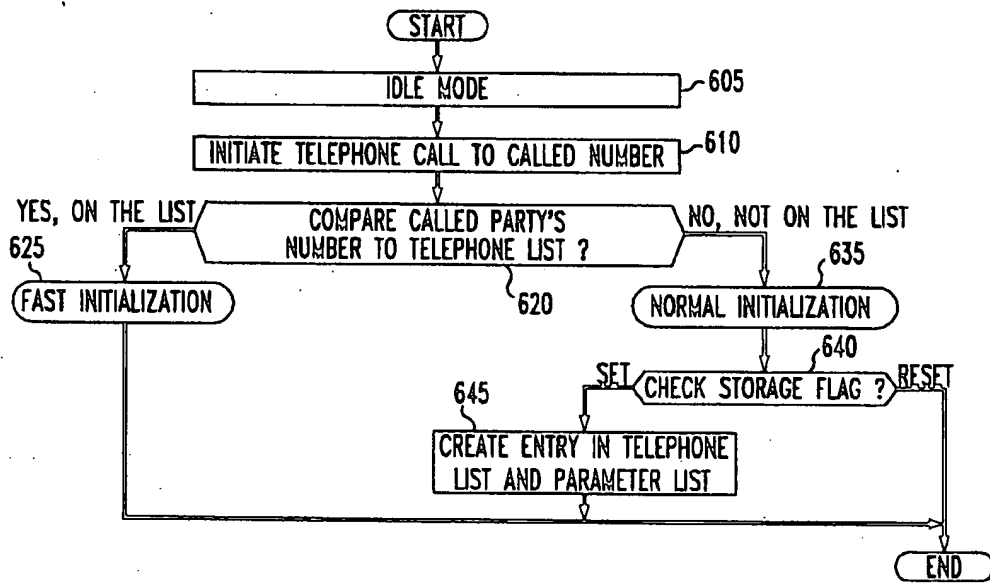 START
IDLE MODE
605
INITIATE TELEPHONE CALL TO CALLED NUMBER
610
YES, ON THE LIST
COMPARE CALLED PARTY'S
NUMBER TO TELEPHONE LIST ?
NO, NOT ON THE LIST
625
620
635
FAST INITIALIZATION
NORMAL INITIALIZATION
640
SET
CHECK STORAGE FLAG ?
RESET
645
CREATE ENTRY IN TELEPHONE
LIST AND PARAMETER LIST
END